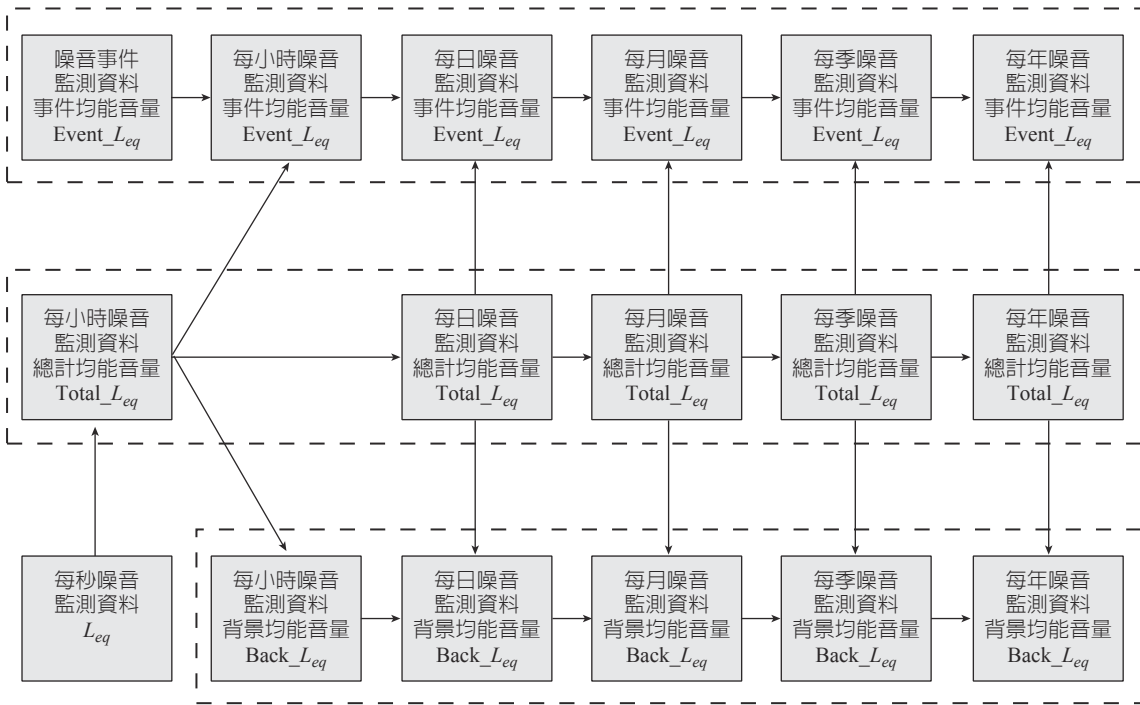 噪音事件
監測資料
事件均能音量
Event_Leq
每小時噪音
監測資料
事件均能音量
Event_Leq
每日噪音
監測資料
事件均能音量
Event_Leq
每月噪音
監測資料
事件均能音量
Event_Leq
每季噪音
監測資料
事件均能音量
Event_Leq
每年噪音
監測資料
事件均能音量
Event_Leq
每小時噪音
監測資料
總計均能音量
Total_Leq
每日噪音
監測資料
總計均能音量
Total_Leq
每月噪音
監測資料
總計均能音量
Total_Leq
每季噪音
監測資料
總計均能音量
Total_Leq
每年噪音
監測資料
總計均能音量
Total_Leq
每秒噪音
監測資料
Leq
每小時噪音
監測資料
背景均能音量
Back_Leq
每日噪音
監測資料
背景均能音量
Back_Leq
每月噪音
監測資料
背景均能音量
Back_Leq
每季噪音
監測資料
背景均能音量
Back_Leq
每年噪音
監測資料
背景均能音量
Back_Leq